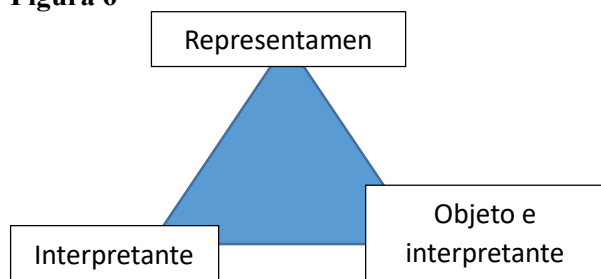 Figura 6
Representamen
Objeto e
interpretante
Interpretante